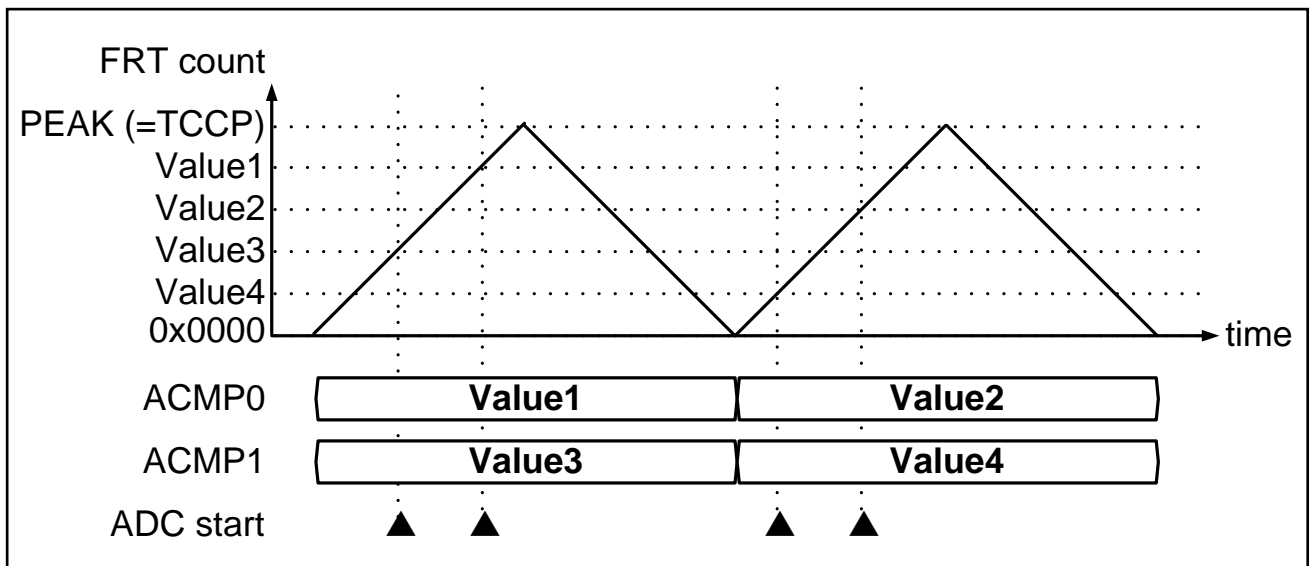 FRT count
PEAK (=TCCP)
Value1
Value2
Value3
Value4
0x0000
time
ACMP0 Value1 Value2
ACMP1 Value3 Value4
ADC start